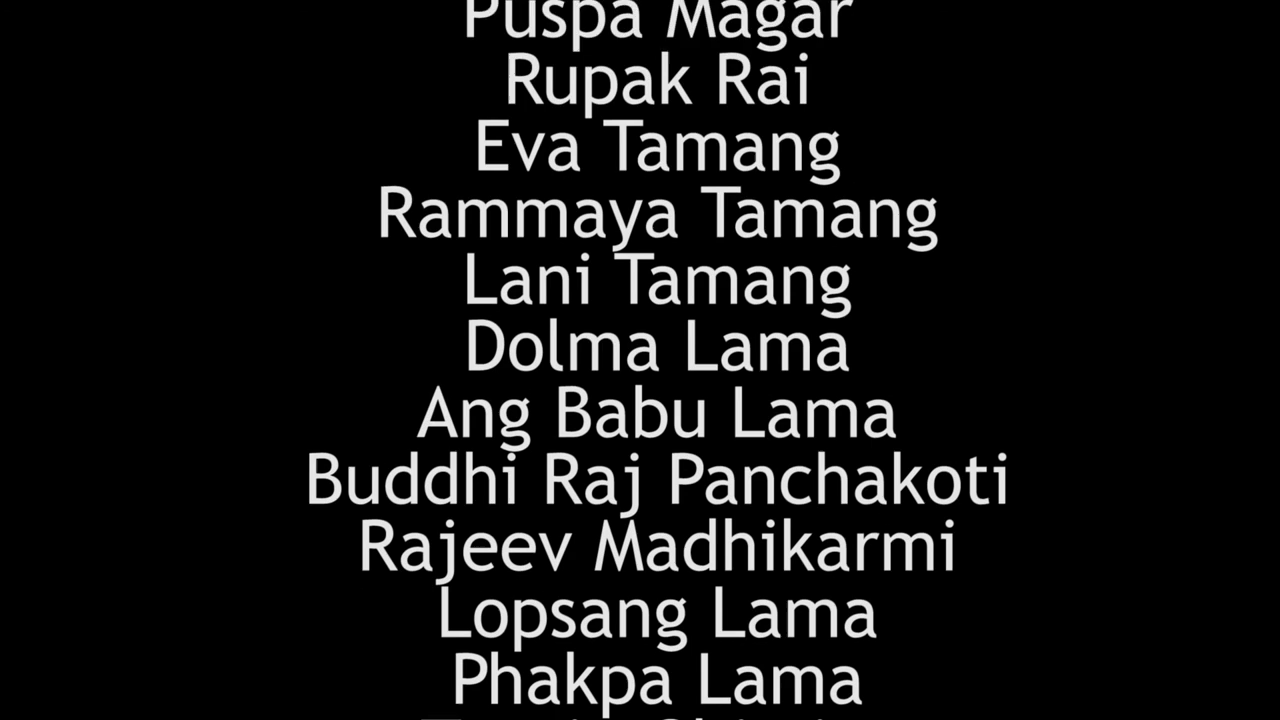 Puspa Magar
Rupak Rai
Eva Tamang
Rammaya Tamang
Lani Tamang
Dolma Lama
Ang Babu Lama
Buddhi Raj Panchakoti
Rajeev Madhikarmi
Lopsang Lama
Phakpa Lama